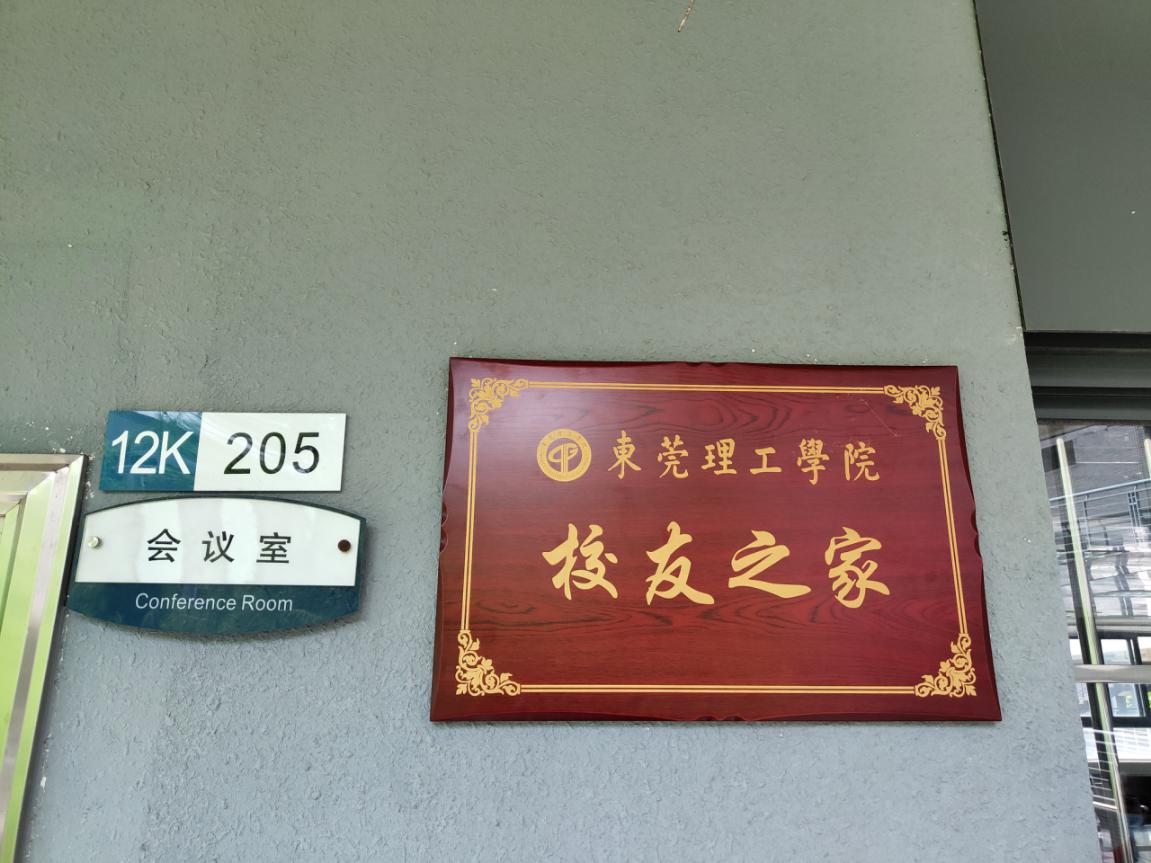 12K 205
会议室
Conference Room
東莞理工學院
校友之家